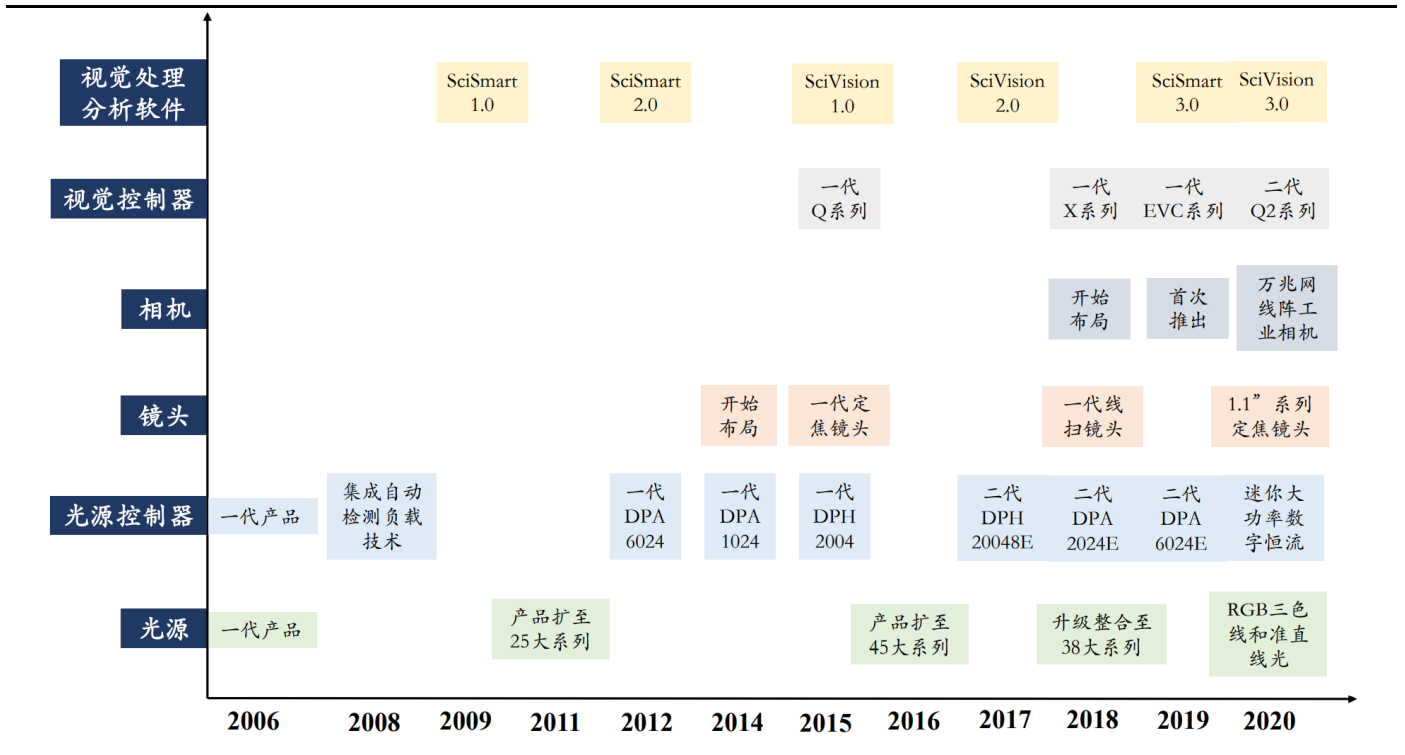 视觉处理
分析软件
SciSmart
1.0
SciSmart
2.0
SciVision
1.0
SciVision
2.0
SciSmart
3.0
SciVision
3.0
视觉控制器
一代
Q系列
一代
X系列
一代
EVC系列
二代
Q2系列
相机
开始
布局
首次
推出
万兆网
线阵工
业相机
镜头
开始
布局
一代定
焦镜头
一代线
扫镜头
1.1”系列
定焦镜头
光源控制器
一代产品
集成自动
检测负载
技术
一代
DPA
6024
一代
DPA
1024
一代
DPH
2004
二代
DPH
20048E
二代
DPA
2024E
二代
DPA
6024E
迷你大
功率数
字恒流
光源
一代产品
产品扩至
25大系列
产品扩至
45大系列
升级整合至
38大系列
RGB三色
线和准直
线光
2006
2008
2009
2011
2012
2014
2015
2016
2017
2018
2019
2020